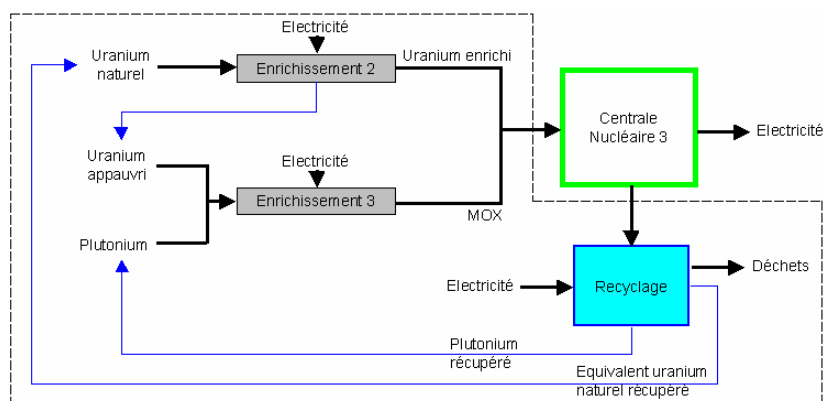 Electricité
Uranium
naturel
Enrichissement 2
Uranium enrichi
Centrale
Nucléaire 3
Electricité
Uranium
appauvri
Electricité
Enrichissement 3
MOX
Plutonium
Electricité
Recyclage
Déchets
Plutonium
récupéré
Equivalent uranium
naturel récupéré